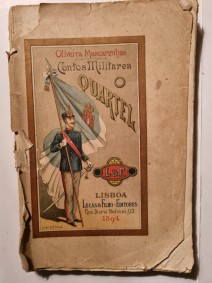 Oliveira Mascarenhas
Contos Militares
O
QUARTEL
LISBOA
Lucas & Filho-Editores
1894